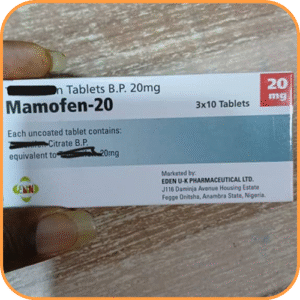 n Tablets B.P. 20mg
Mamofen-20
3x10 Tablets
20
mg
Each uncoated tablet contains:
Citrate B.P.
equivalent to 20mg
Marketed by:
EDEN U-K PHARMACEUTICAL LTD.
J116 Daminja Avenue Housing Estate
Fegge Onitsha, Anambra State, Nigeria.